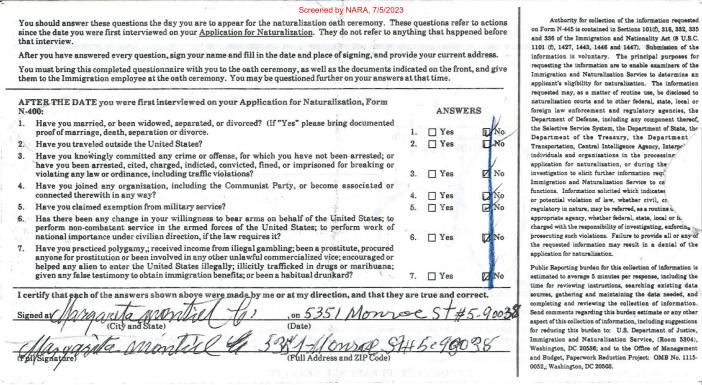 Screened by NARA, 7/5/2023
You should answer these questions the day you are to appear for the naturalization oath ceremony. These questions refer to actions
since the date you were first interviewed on your Application for Naturalization. They do not refer to anything that happened before
that interview.
After you have answered every question, sign your name and fill in the date and place of signing, and provide your current address.
You must bring this completed questionnaire with you to the oath ceremony, as well as the documents indicated on the front, and give
them to the Immigration employee at the oath ceremony. You may be questioned further on your answers at that time.
AFTER THE DATE you were first interviewed on your Application for Naturalization, Form
N-400:
ANSWERS
1. Have you married, or been widowed, separated, or divorced? (If "Yes" please bring documented
proof of marriage, death, separation or divorce.
1. Yes No
2. Have you traveled outside the United States?
2. Yes No
3. Have you knowingly committed any crime or offense, for which you have not been arrested; or
have you been arrested, cited, charged, indicted, convicted, fined, or imprisoned for breaking or
violating any law or ordinance, including traffic violations?
3. Yes No
4. Have you joined any organization, including the Communist Party, or become associated or
connected therewith in any way?
4. Yes No
5. Have you claimed exemption from military service?
5. Yes No
6. Has there been any change in your willingness to bear arms on behalf of the United States; to
perform non-combatant service in the armed forces of the United States; to perform work of
national importance under civilian direction, if the law requires it?
6. Yes No
7. Have you practiced polygamy,; received income from illegal gambling; been a prostitute, procured
anyone for prostitution or been involved in any other unlawful commercialized vice; encouraged or
helped any alien to enter the United States illegally; illicitly trafficked in drugs or marihuana;
given any false testimony to obtain immigration benefits; or been a habitual drunkard?
7. Yes No
I certify that each of the answers shown above were made by me or at my direction, and that they are true and correct.
Signed at Margarita montiel , on 5351 Monroe St #5-90038
(City and State) (Date)
Margarita montiel Monroe St #5 90038
(Full Signature) (Full Address and ZIP Code)
Authority for collection of the information requested
on Form N-445 is contained in Sections 101(f), 316, 332, 335
and 336 of the Immigration and Nationality Act (8 U.S.C.
1101 (f), 1427, 1443, 1446 and 1447). Submission of the
information is voluntary. The principal purposes for
requesting the information are to enable examiners of the
Immigration and Naturalization Service to determine an
applicant's eligibility for naturalization. The information
requested may, as a matter of routine use, be disclosed to
naturalization courts and to other federal, state, local or
foreign law enforcement and regulatory agencies, the
Department of Defense, including any component thereof,
the Selective Service System, the Department of State, the
Department of the Treasury, the Department
Transportation, Central Intelligence Agency,
individuals and organizations in the processing
application for naturalization, or during the
investigation to elicit further information
Immigration and Naturalization Service to
functions. Information solicited which indicates
or potential violation of law, whether civil,
regulatory in nature, may be referred, as a routine
appropriate agency, whether federal, state, local or
charged with the responsibility of investigating,
prosecuting such violations. Failure to provide all or any of
the requested information may result in a denial of the
application for naturalization.
Public Reporting burden for this collection of information is
estimated to average 5 minutes per response, including the
time for reviewing instructions, searching existing data
sources, gathering and maintaining the data needed, and
completing and reviewing the collection of information.
Send comments regarding this burden estimate or any other
aspect of this collection of information, including suggestions
for reducing this burden to: U.S. Department of Justice,
Immigration and Naturalization Service, (Room 5304),
Washington, DC 20536; and to the Office of Management
and Budget, Paperwork Reduction Project: OMB No. 1115-
0052,; Washington, DC 20503.